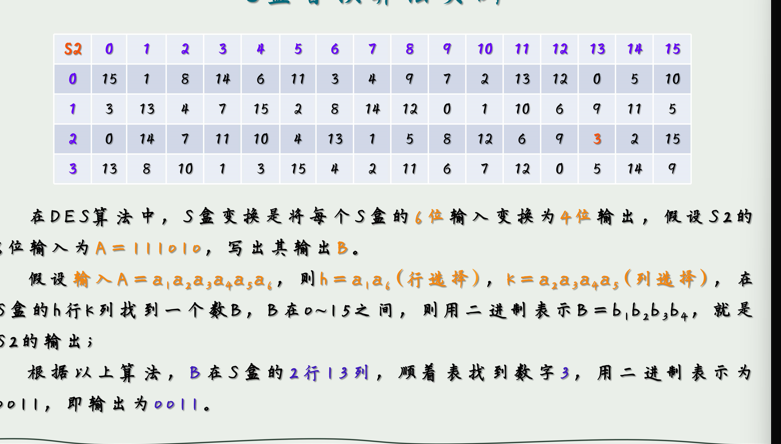 S2 0 1 2 3 4 5 6 7 8 9 10 11 12 13 14 15
0 15 1 8 14 6 11 3 4 9 7 2 13 12 0 5 10
1 3 13 4 7 15 2 8 14 12 0 1 10 6 9 11 5
2 0 14 7 11 10 4 13 1 5 8 12 6 9 3 2 15
3 13 8 10 1 3 15 4 2 11 6 7 12 0 5 14 9
在DES算法中，S盒变换是将每个S盒的6位输入变换为4位输出，假设S2的
位输入为A=111010，写出其输出B。
假设输入A=a₁a₂a₃a₄a₅a₆，则h=a₁a₆(行选择)，k=a₂a₃a₄a₅(列选择)，在
S盒的h行k列找到一个数B，B在0~15之间，则用二进制表示B=b₁b₂b₃b₄，就是
S2的输出；
根据以上算法，B在S盒的2行13列，顺着表找到数字3，用二进制表示为
0011，即输出为0011。